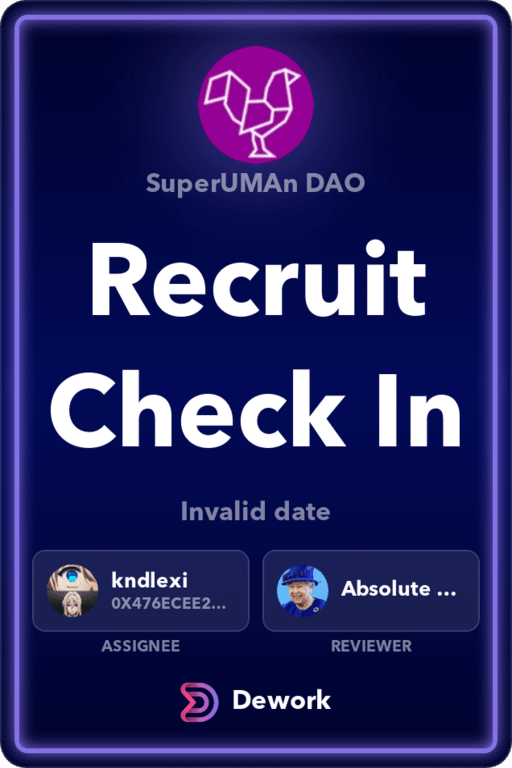 SuperUMAn DAO
Recruit
Check In
Invalid date
kndlexi
0X476ECEE2...
ASSIGNEE
Absolute ...
REVIEWER
Dework